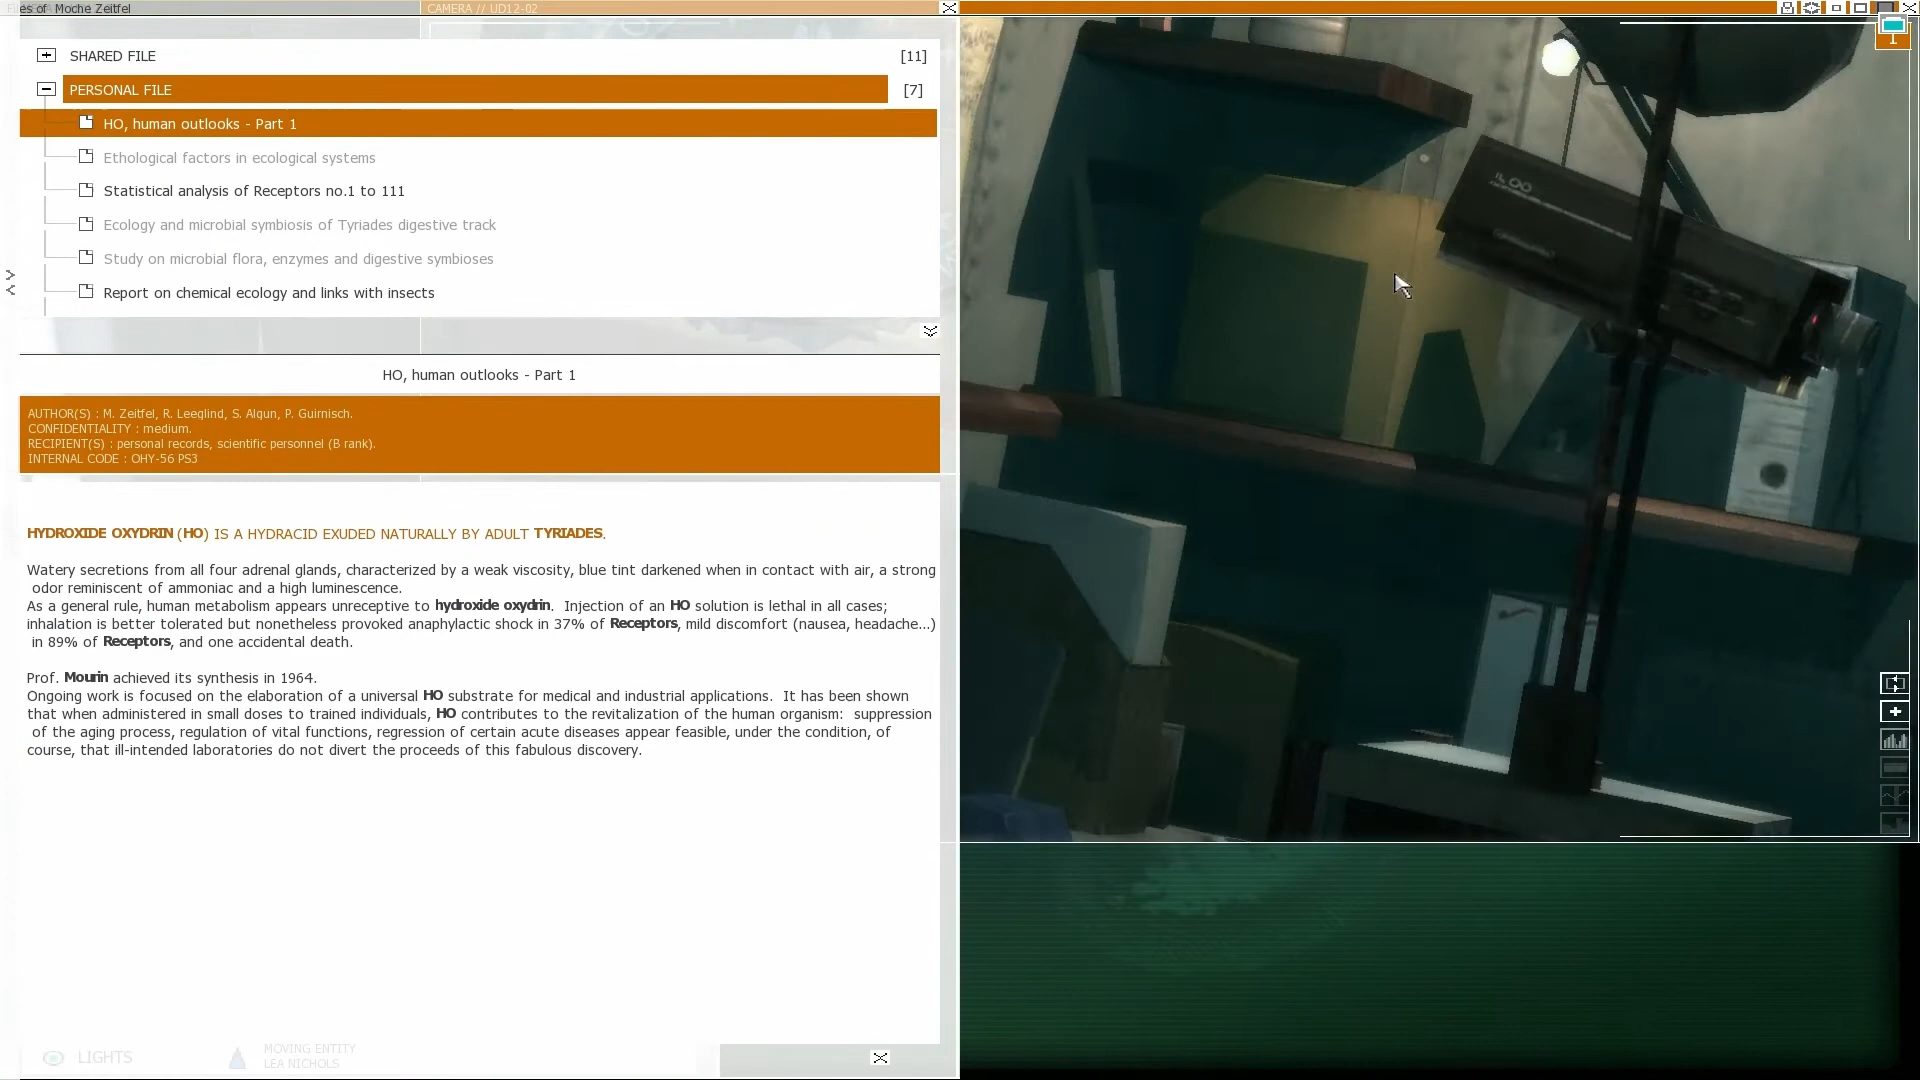 Files of Moche Zeitfel
CAMERA // UD12-02
SHARED FILE [11]
PERSONAL FILE [7]
HO, human outlooks - Part 1
Ethological factors in ecological systems
Statistical analysis of Receptors no.1 to 111
Ecology and microbial symbiosis of Tyriades digestive track
Study on microbial flora, enzymes and digestive symbioses
Report on chemical ecology and links with insects
HO, human outlooks - Part 1
AUTHOR(S) : M. Zeitfel, R. Leeglind, S. Algun, P. Guirnisch.
CONFIDENTIALITY : medium.
RECIPIENT(S) : personal records, scientific personnel (B rank).
INTERNAL CODE : OHY-56 PS3
HYDROXIDE OXYDRIN (HO) IS A HYDRACID EXUDED NATURALLY BY ADULT TYRIADES.
Watery secretions from all four adrenal glands, characterized by a weak viscosity, blue tint darkened when in contact with air, a strong
odor reminiscent of ammoniac and a high luminescence.
As a general rule, human metabolism appears unreceptive to hydroxide oxydrin. Injection of an HO solution is lethal in all cases;
inhalation is better tolerated but nonetheless provoked anaphylactic shock in 37% of Receptors, mild discomfort (nausea, headache...)
in 89% of Receptors, and one accidental death.
Prof. Mourin achieved its synthesis in 1964.
Ongoing work is focused on the elaboration of a universal HO substrate for medical and industrial applications. It has been shown
that when administered in small doses to trained individuals, HO contributes to the revitalization of the human organism: suppression
of the aging process, regulation of vital functions, regression of certain acute diseases appear feasible, under the condition, of
course, that ill-intended laboratories do not divert the proceeds of this fabulous discovery.
LIGHTS
MOVING ENTITY
LEA NICHOLS
1